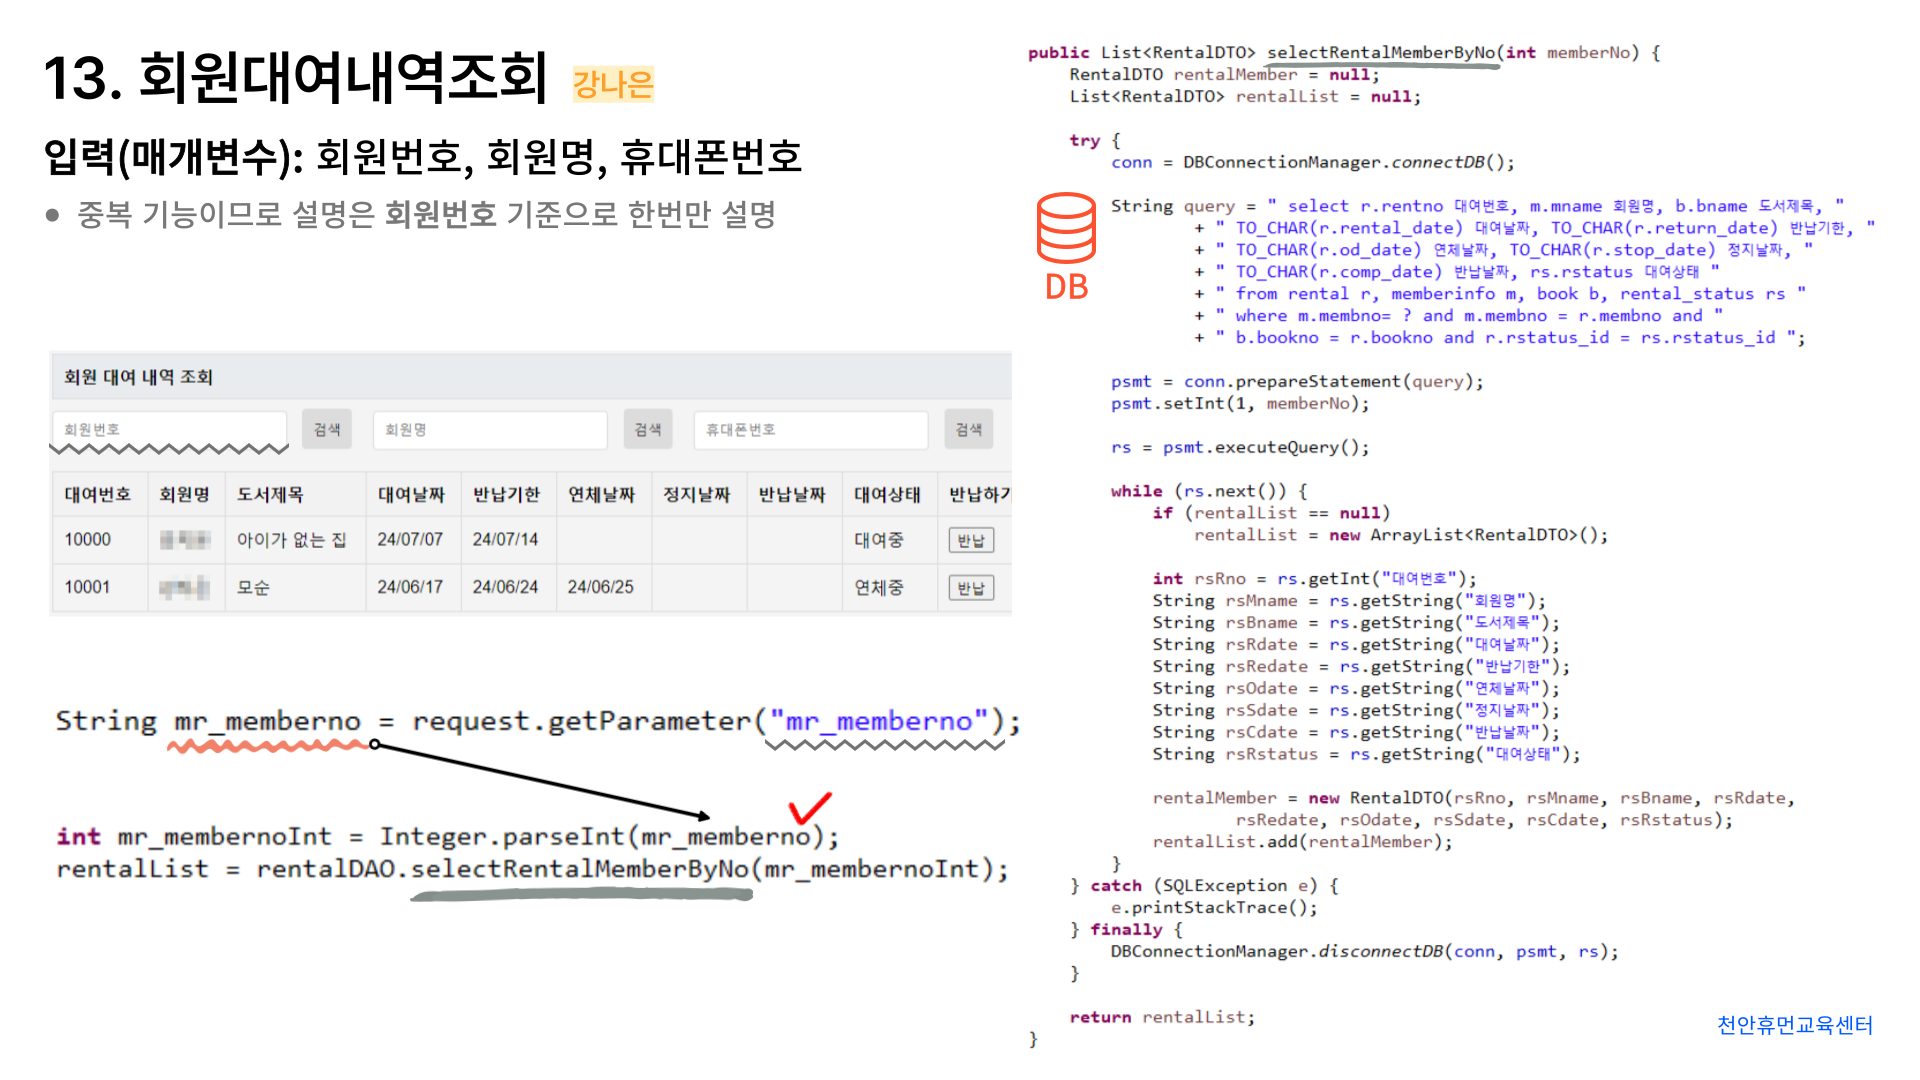 13. 회원대여내역조회 강나은
입력(매개변수): 회원번호, 회원명, 휴대폰번호
● 중복 기능이므로 설명은 회원번호 기준으로 한번만 설명
회원 대여 내역 조회
회원번호 검색 회원명 검색 휴대폰번호 검색
대여번호 회원명 도서제목 대여날짜 반납기한 연체날짜 정지날짜 반납날짜 대여상태 반납하기
10000 아이가 없는 집 24/07/07 24/07/14 대여중 반납
10001 모순 24/06/17 24/06/24 24/06/25 연체중 반납
String mr_memberno = request.getParameter("mr_memberno");
int mr_membernoInt = Integer.parseInt(mr_memberno);
rentalList = rentalDAO.selectRentalMemberByNo(mr_membernoInt);
public List<RentalDTO> selectRentalMemberByNo(int memberNo) {
RentalDTO rentalMember = null;
List<RentalDTO> rentalList = null;
try {
conn = DBConnectionManager.connectDB();
DB
String query = " select r.rentno 대여번호, m.mname 회원명, b.bname 도서제목, "
+ " TO_CHAR(r.rental_date) 대여날짜, TO_CHAR(r.return_date) 반납기한, "
+ " TO_CHAR(r.od_date) 연체날짜, TO_CHAR(r.stop_date) 정지날짜, "
+ " TO_CHAR(r.comp_date) 반납날짜, rs.rstatus 대여상태 "
+ " from rental r, memberinfo m, book b, rental_status rs "
+ " where m.membno= ? and m.membno = r.membno and "
+ " b.bookno = r.bookno and r.rstatus_id = rs.rstatus_id ";
psmt = conn.prepareStatement(query);
psmt.setInt(1, memberNo);
rs = psmt.executeQuery();
while (rs.next()) {
if (rentalList == null)
rentalList = new ArrayList<RentalDTO>();
int rsRno = rs.getInt("대여번호");
String rsMname = rs.getString("회원명");
String rsBname = rs.getString("도서제목");
String rsRdate = rs.getString("대여날짜");
String rsRedate = rs.getString("반납기한");
String rsOdate = rs.getString("연체날짜");
String rsSdate = rs.getString("정지날짜");
String rsCdate = rs.getString("반납날짜");
String rsRstatus = rs.getString("대여상태");
rentalMember = new RentalDTO(rsRno, rsMname, rsBname, rsRdate,
rsRedate, rsOdate, rsSdate, rsCdate, rsRstatus);
rentalList.add(rentalMember);
}
} catch (SQLException e) {
e.printStackTrace();
} finally {
DBConnectionManager.disconnectDB(conn, psmt, rs);
}
return rentalList;
}
천안휴먼교육센터